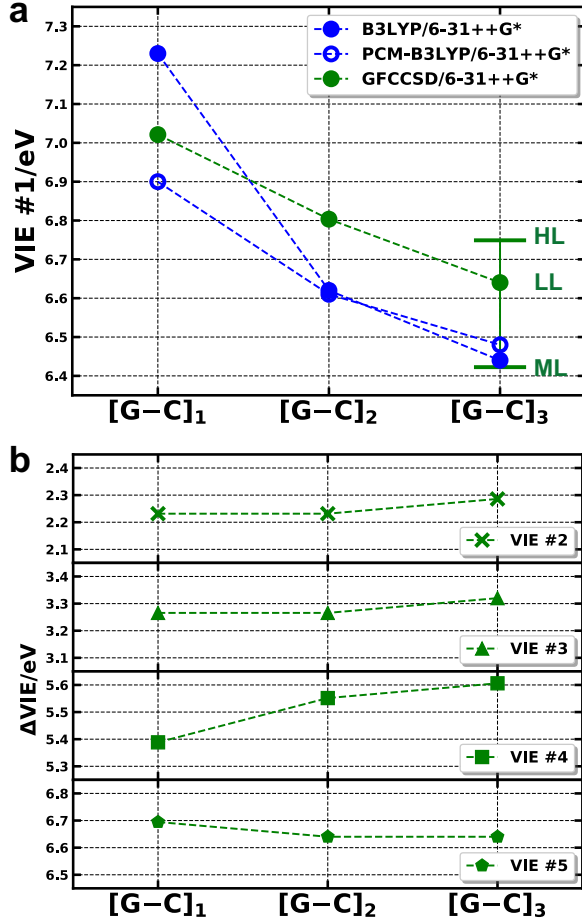 a
B3LYP/6-31++G*
PCM-B3LYP/6-31++G*
GFCCSD/6-31++G*
VIE #1/eV
7.3
7.2
7.1
7.0
6.9
6.8
6.7
6.6
6.5
6.4
HL
LL
ML
[G−C]1
[G−C]2
[G−C]3
b
ΔVIE/eV
2.4
2.3
2.2
2.1
VIE #2
3.4
3.3
3.2
3.1
VIE #3
5.6
5.5
5.4
5.3
VIE #4
6.8
6.7
6.6
6.5
VIE #5
[G−C]1
[G−C]2
[G−C]3